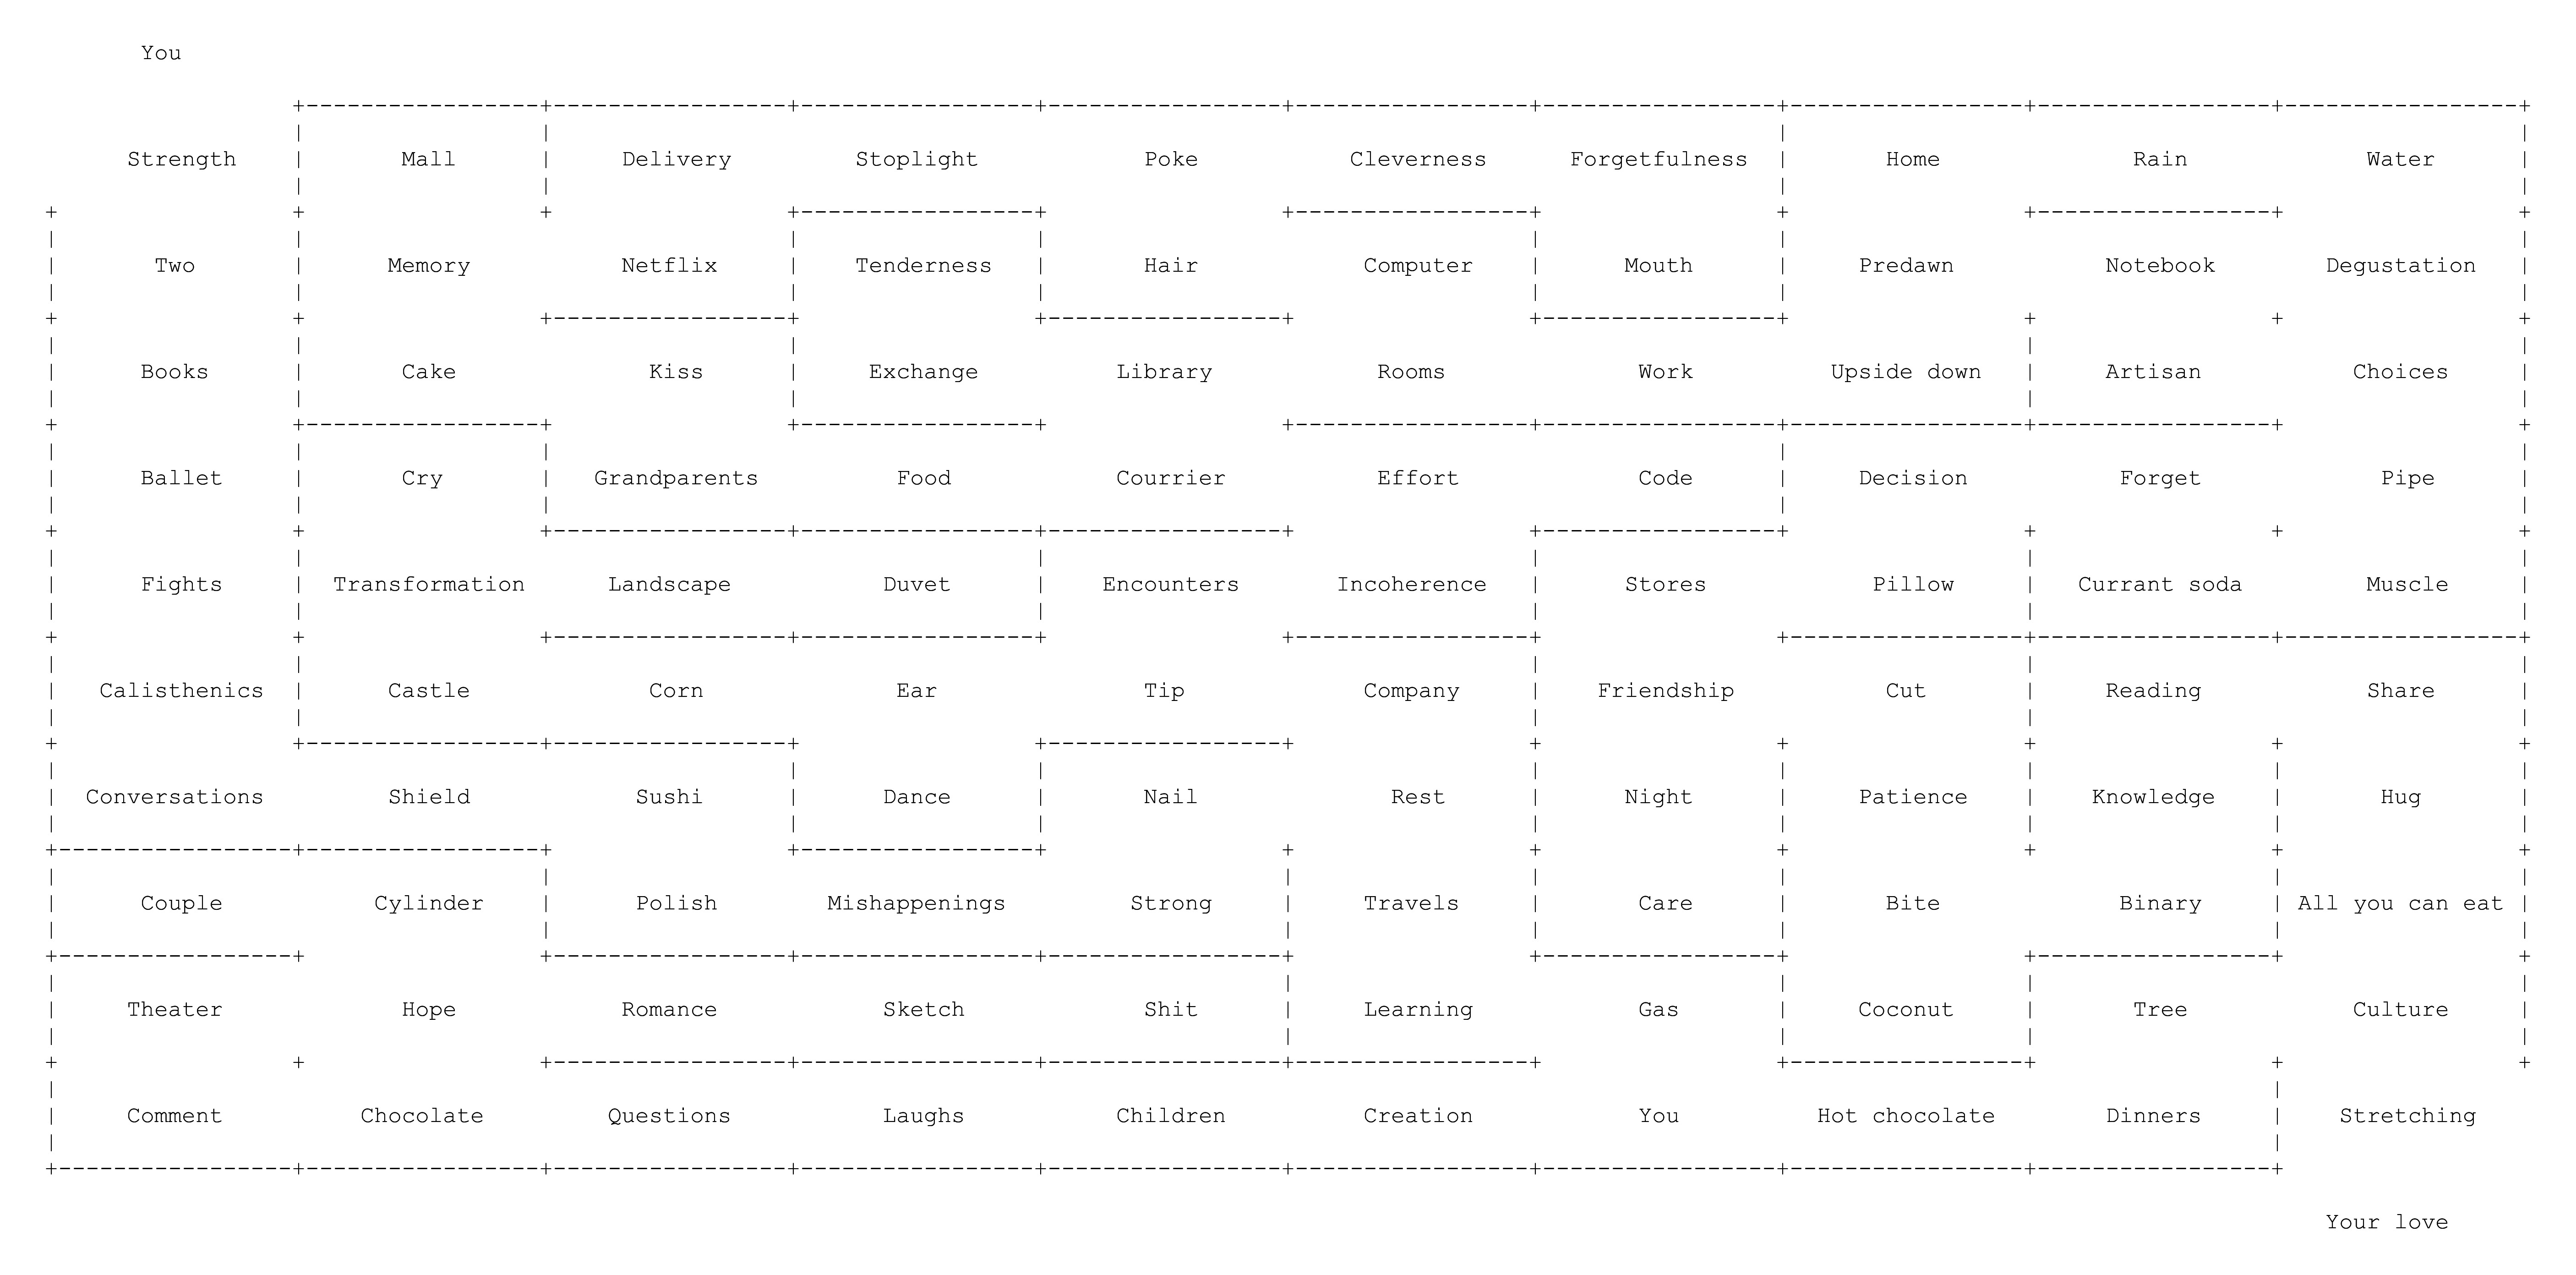 You
Strength Mall Delivery Stoplight Poke Cleverness Forgetfulness Home Rain Water
Two Memory Netflix Tenderness Hair Computer Mouth Predawn Notebook Degustation
Books Cake Kiss Exchange Library Rooms Work Upside down Artisan Choices
Ballet Cry Grandparents Food Courrier Effort Code Decision Forget Pipe
Fights Transformation Landscape Duvet Encounters Incoherence Stores Pillow Currant soda Muscle
Calisthenics Castle Corn Ear Tip Company Friendship Cut Reading Share
Conversations Shield Sushi Dance Nail Rest Night Patience Knowledge Hug
Couple Cylinder Polish Mishappenings Strong Travels Care Bite Binary All you can eat
Theater Hope Romance Sketch Shit Learning Gas Coconut Tree Culture
Comment Chocolate Questions Laughs Children Creation You Hot chocolate Dinners Stretching
Your love